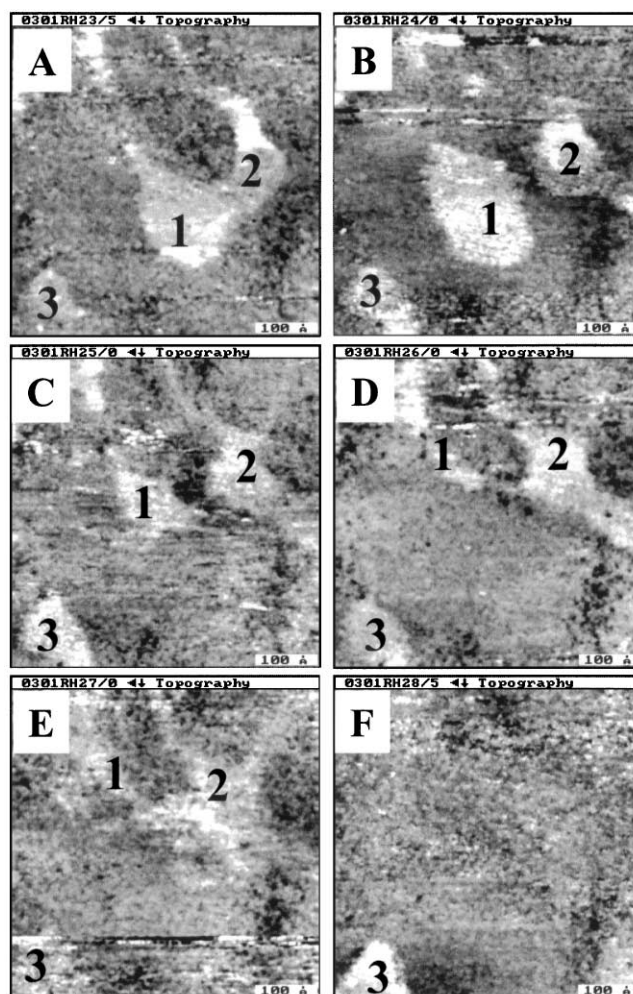 0301RH23/5 ◄↓ Topography
A
2
1
3
100 Å
0301RH24/0 ◄↓ Topography
B
2
1
3
100 Å
0301RH25/0 ◄↓ Topography
C
2
1
3
100 Å
0301RH26/0 ◄↓ Topography
D
1 2
3
100 Å
0301RH27/0 ◄↓ Topography
E
1
2
3
100 Å
0301RH28/5 ◄↓ Topography
F
3
100 Å